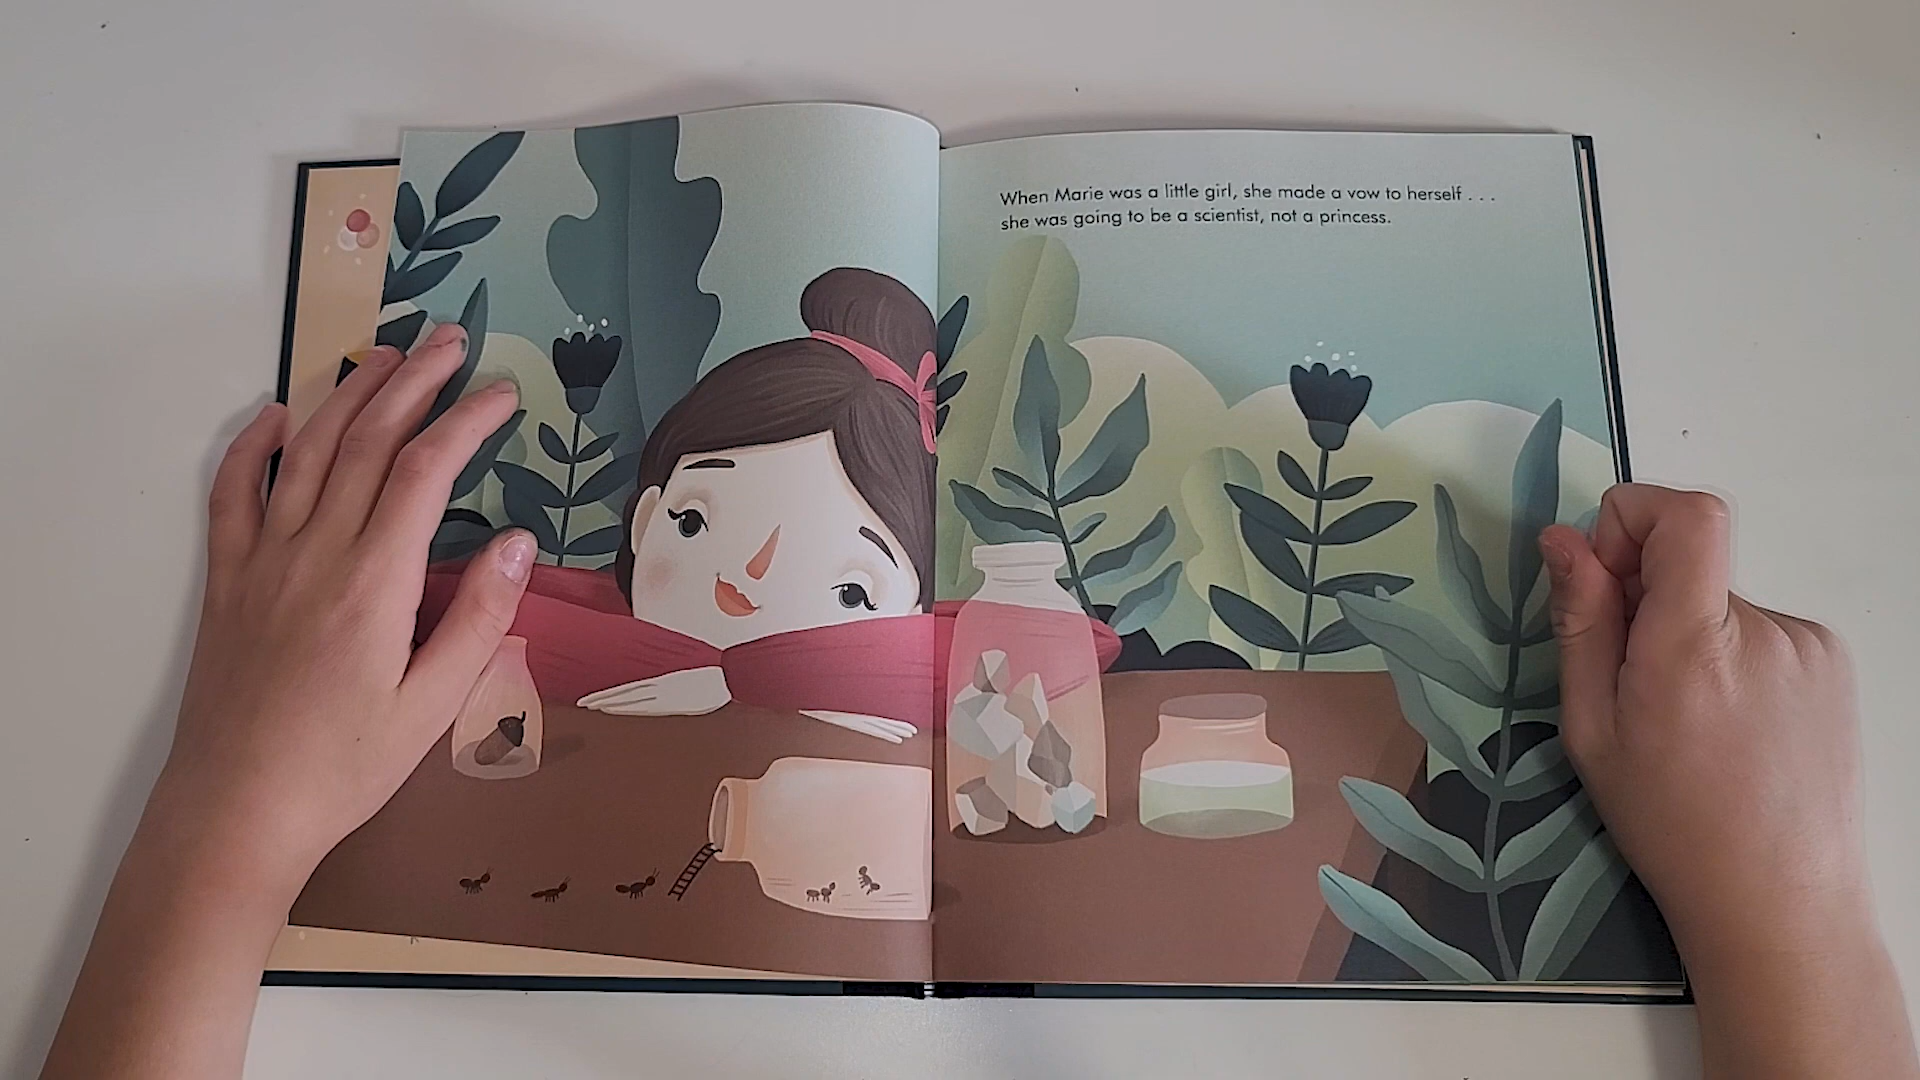 When Marie was a little girl, she made a vow to herself . . .
she was going to be a scientist, not a princess.